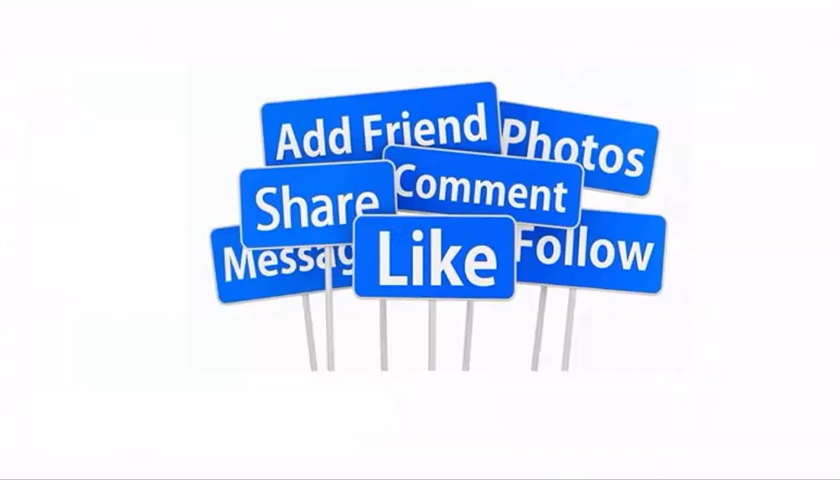 Add Friend
Photos
Comment
Share
Messag
Like
Follow